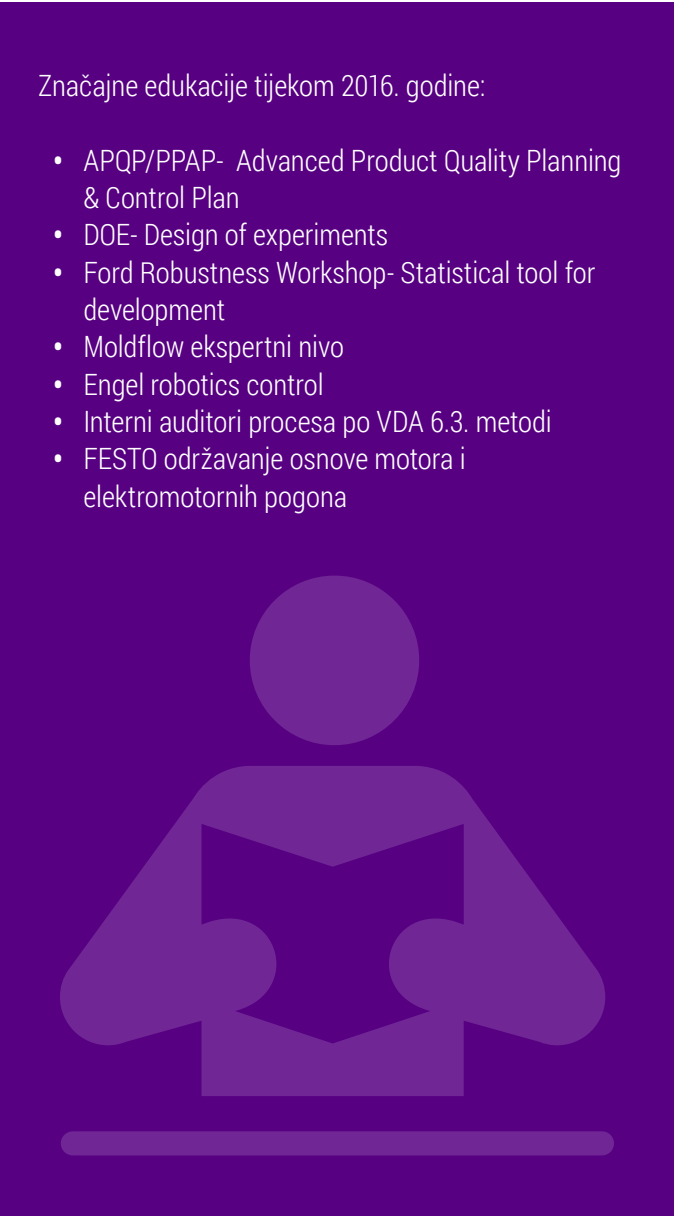 Značajne edukacije tijekom 2016. godine:
• APQP/PPAP-  Advanced Product Quality Planning
& Control Plan
• DOE- Design of experiments
• Ford Robustness Workshop- Statistical tool for
development
• Moldflow ekspertni nivo
• Engel robotics control
• Interni auditori procesa po VDA 6.3. metodi
• FESTO održavanje osnove motora i
elektromotornih pogona